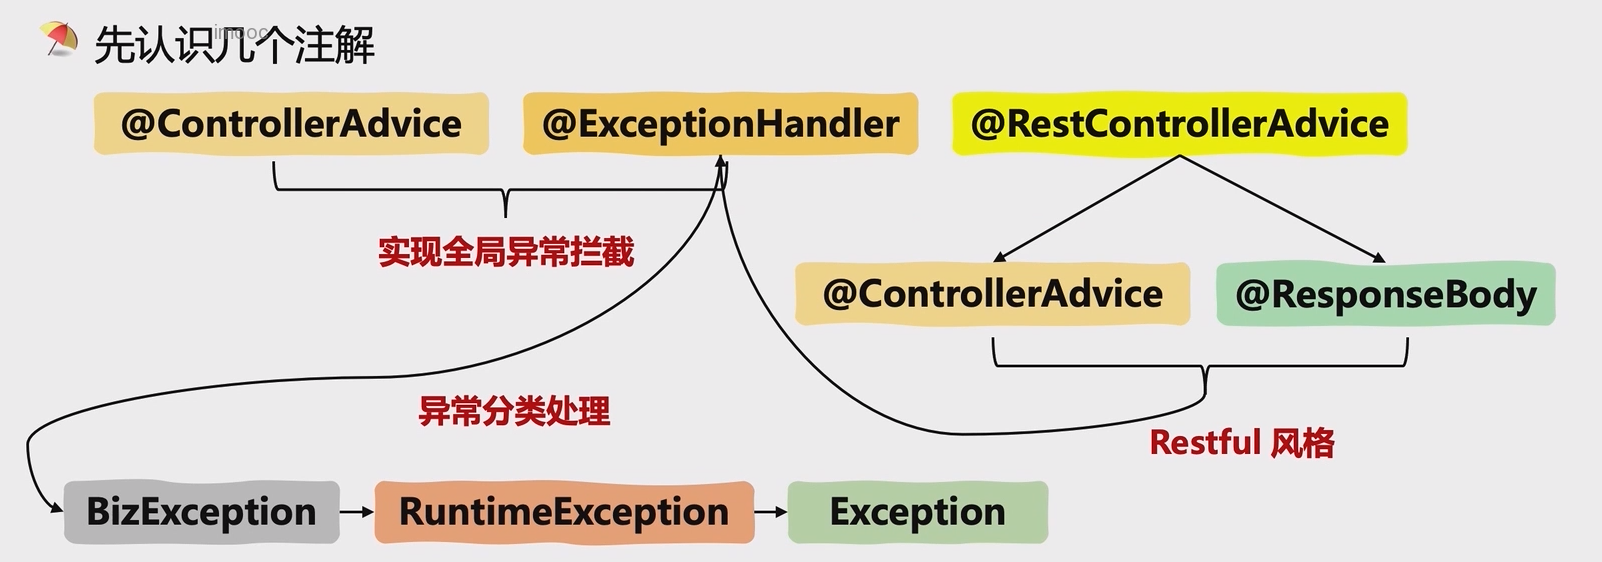 先认识几个注解
imooc
@ControllerAdvice
@ExceptionHandler
@RestControllerAdvice
实现全局异常拦截
@ControllerAdvice
@ResponseBody
异常分类处理
Restful 风格
BizException
RuntimeException
Exception